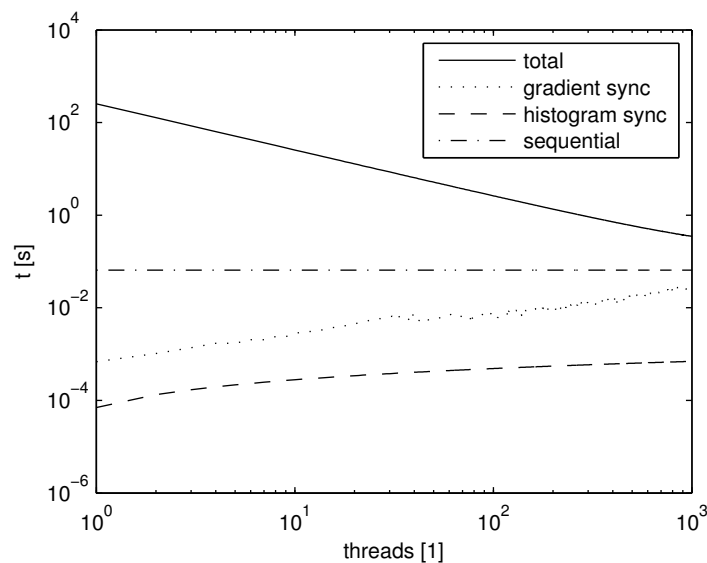 10^4
10^2
10^0
10^−2
10^−4
10^−6
t [s]
total
gradient sync
histogram sync
sequential
10^0
10^1
10^2
10^3
threads [1]